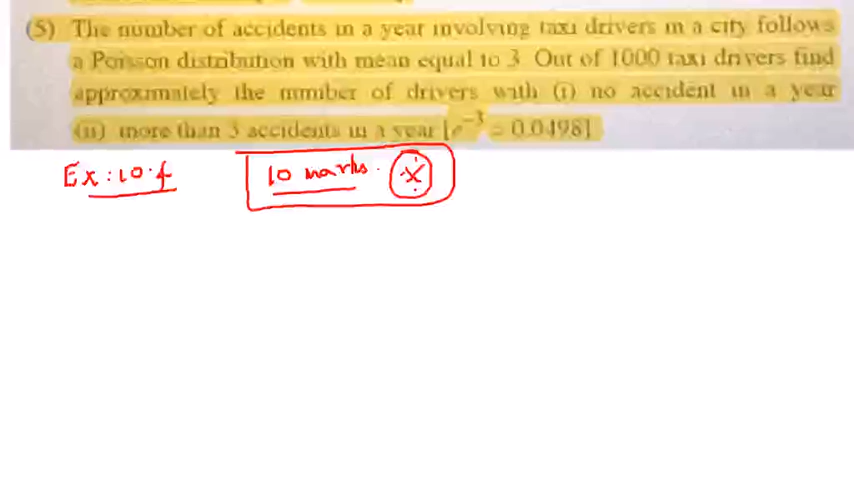 (5) The number of accidents in a year involving taxi drivers in a city follows
a Poisson distribution with mean equal to 3. Out of 1000 taxi drivers find
approximately the number of drivers with (i) no accident in a year
(ii) more than 3 accidents in a year [e⁻³ = 0.0498]
Ex: 10.4 10 marks.